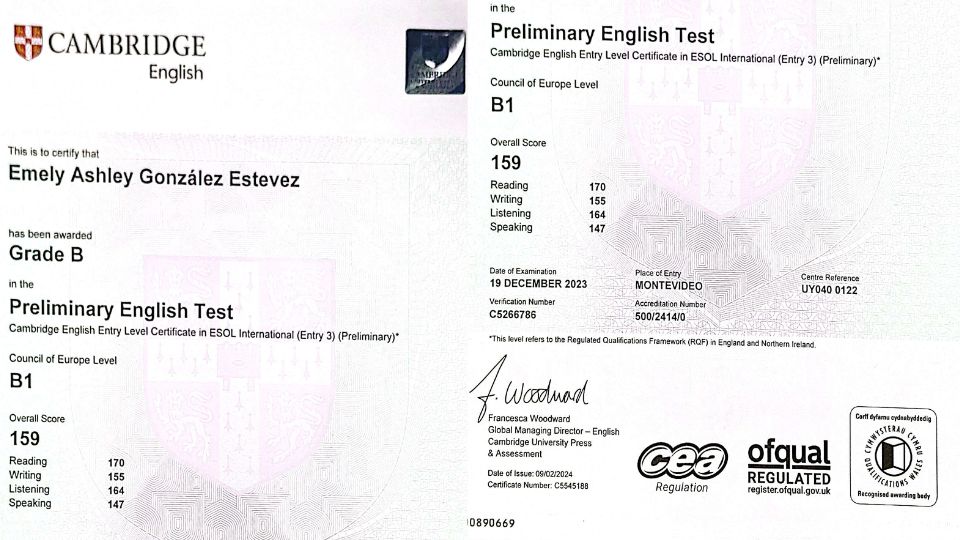 CAMBRIDGE
English
This is to certify that
Emely Ashley González Estevez
has been awarded
Grade B
in the
Preliminary English Test
Cambridge English Entry Level Certificate in ESOL International (Entry 3) (Preliminary)*
Council of Europe Level
B1
Overall Score
159
Reading 170
Writing 155
Listening 164
Speaking 147
in the
Preliminary English Test
Cambridge English Entry Level Certificate in ESOL International (Entry 3) (Preliminary)*
Council of Europe Level
B1
Overall Score
159
Reading 170
Writing 155
Listening 164
Speaking 147
Date of Examination Place of Entry Centre Reference
19 DECEMBER 2023 MONTEVIDEO UY040 0122
Verification Number Accreditation Number
C5266786 500/2414/0
*This level refers to the Regulated Qualifications Framework (RQF) in England and Northern Ireland.
F. Woodward
Francesca Woodward
Global Managing Director – English
Cambridge University Press
& Assessment
Date of Issue: 09/02/2024
Certificate Number: C5545188
cea
Regulation
ofqual
REGULATED
register.ofqual.gov.uk
Corff dyfarnu cydnabyddedig
CYMWYSTERAU CYMRU
QUALIFICATIONS WALES
Recognised awarding body
0890669